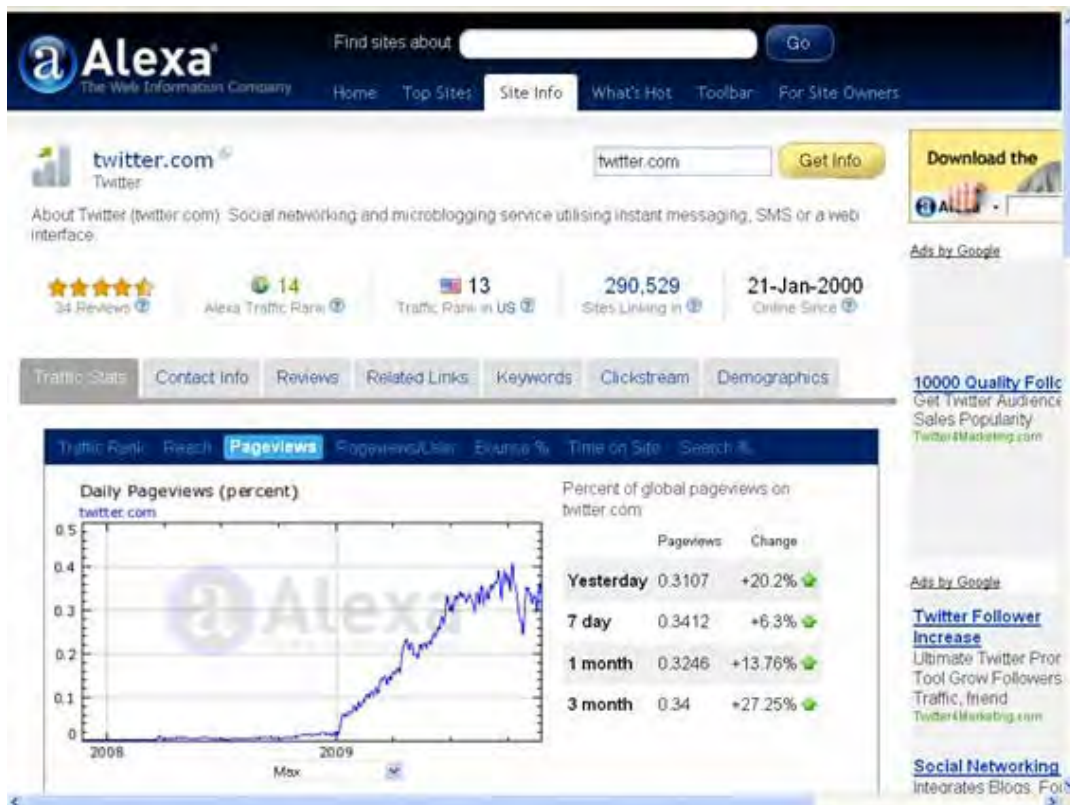 Alexa
The Web Information Company
Find sites about
Go
Home Top Sites Site Info What's Hot Toolbar For Site Owners
twitter.com
Twitter
twitter.com
Get Info
About Twitter (twitter.com) Social networking and microblogging service utilising instant messaging, SMS or a web
interface.
34 Reviews
14
Alexa Traffic Rank
13
Traffic Rank in US
290,529
Sites Linking in
21-Jan-2000
Online Since
Traffic Stats Contact Info Reviews Related Links Keywords Clickstream Demographics
Traffic Rank Reach Pageviews Pageviews/User Bounce % Time on Site Search %
Daily Pageviews (percent)
twitter.com
0.5
0.4
0.3
0.2
0.1
0
2008 2009
Alexa
Max
Percent of global pageviews on
twitter.com
Pageviews Change
Yesterday 0.3107 +20.2%
7 day 0.3412 +6.3%
1 month 0.3246 +13.76%
3 month 0.34 +27.25%
Download the
Ads by Google
10000 Quality Follo
Get Twitter Audience
Sales Popularity
Twitter4Marketing.com
Ads by Google
Twitter Follower
Increase
Ultimate Twitter Pror
Tool Grow Followers
Traffic, friend
Twitter4Marketing.com
Social Networking
Integrates Blogs, For